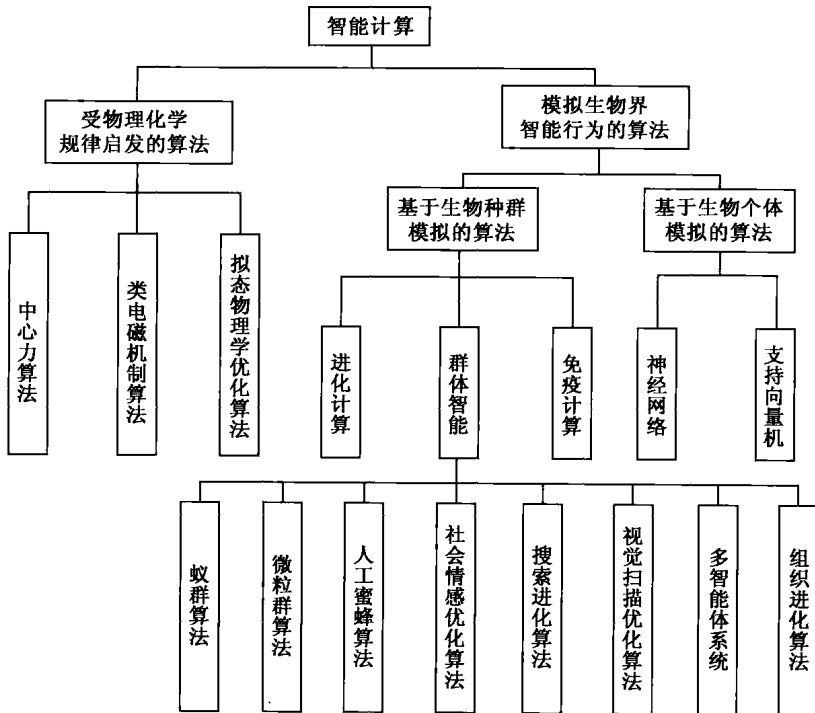 智能计算
受物理化学
规律启发的算法
模拟生物界
智能行为的算法
基于生物种群
模拟的算法
基于生物个体
模拟的算法
中心力算法
类电磁机制算法
拟态物理学优化算法
进化计算
群体智能
免疫计算
神经网络
支持向量机
蚁群算法
微粒群算法
人工蜜蜂算法
社会情感优化算法
搜索进化算法
视觉扫描优化算法
多智能体系统
组织进化算法